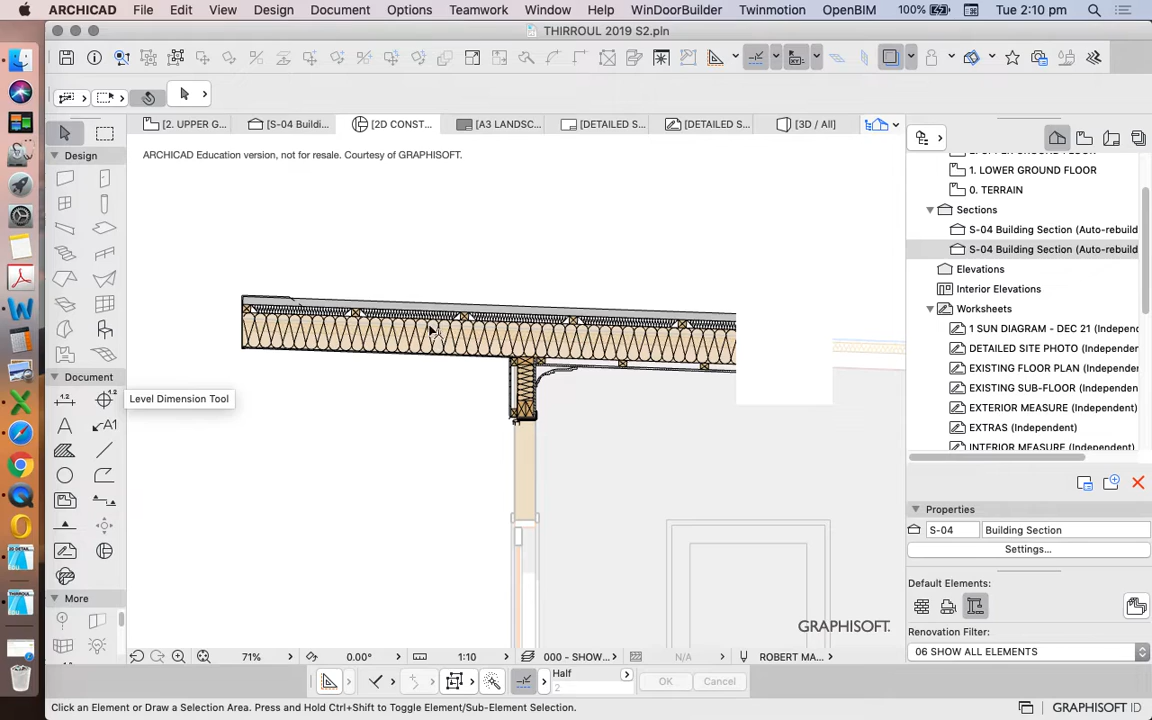 ARCHICAD File Edit View Design Document Options Teamwork Window Help WinDoorBuilder Twinmotion OpenBIM 100% Tue 2:10 pm
THIRROUL 2019 S2.pln
[2. UPPER G... [S-04 Buildi... [2D CONST... [A3 LANDSC... [DETAILED S... [DETAILED S... [3D / All]
Design
Document
Level Dimension Tool
More
ARCHICAD Education version, not for resale. Courtesy of GRAPHISOFT.
GRAPHISOFT.
1. LOWER GROUND FLOOR
0. TERRAIN
Sections
S-04 Building Section (Auto-rebuild
S-04 Building Section (Auto-rebuild
Elevations
Interior Elevations
Worksheets
1 SUN DIAGRAM - DEC 21 (Indepen
DETAILED SITE PHOTO (Independ
EXISTING FLOOR PLAN (Independ
EXISTING SUB-FLOOR (Independ
EXTERIOR MEASURE (Independent
EXTRAS (Independent)
INTERIOR MEASURE (Independent)
Properties
S-04 Building Section
Settings...
Default Elements:
Renovation Filter:
06 SHOW ALL ELEMENTS
71% 0.00° 1:10 000 - SHOW... N/A ROBERT MA...
Half
2
OK Cancel
Click an Element or Draw a Selection Area. Press and Hold Ctrl+Shift to Toggle Element/Sub-Element Selection.
GRAPHISOFT ID